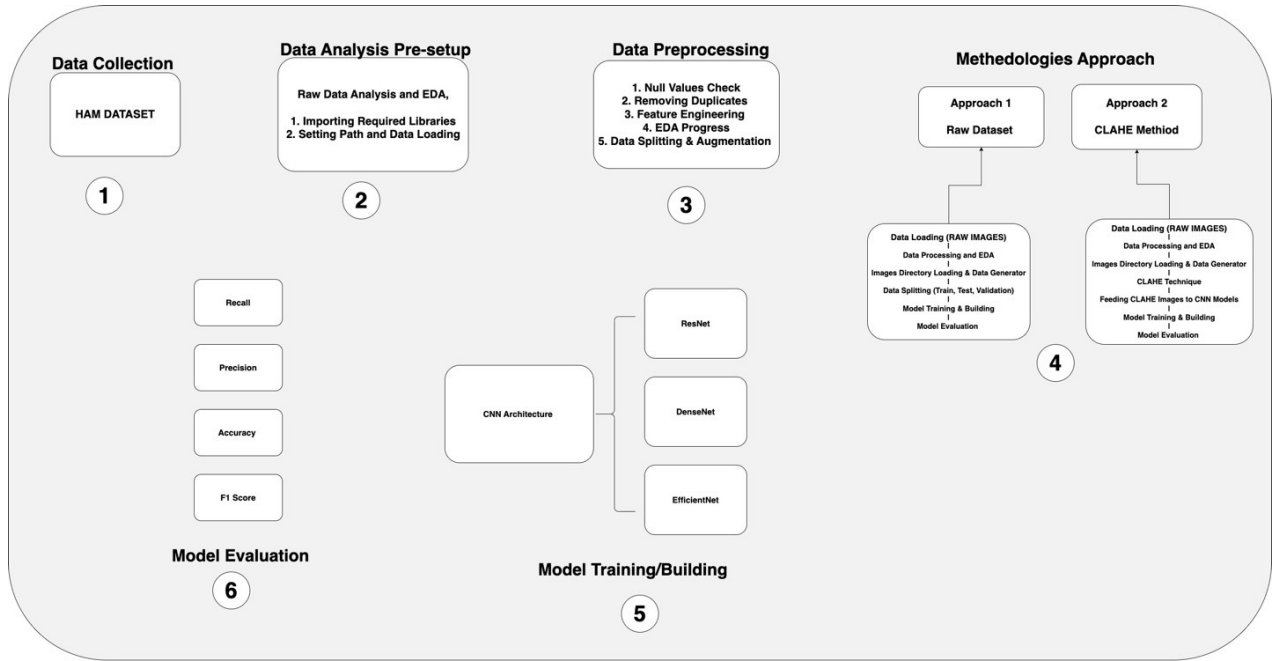 Data Collection
HAM DATASET
1
Data Analysis Pre-setup
Raw Data Analysis and EDA,
1. Importing Required Libraries
2. Setting Path and Data Loading
2
Data Preprocessing
1. Null Values Check
2. Removing Duplicates
3. Feature Engineering
4. EDA Progress
5. Data Splitting & Augmentation
3
Methedologies Approach
Approach 1
Raw Dataset
Approach 2
CLAHE Methiod
Data Loading (RAW IMAGES)
Data Processing and EDA
Images Directory Loading & Data Generator
Data Splitting (Train, Test, Validation)
Model Training & Building
Model Evaluation
Data Loading (RAW IMAGES)
Data Processing and EDA
Images Directory Loading & Data Generator
CLAHE Technique
Feeding CLAHE Images to CNN Models
Model Training & Building
Model Evaluation
4
CNN Architecture
ResNet
DenseNet
EfficientNet
Model Training/Building
5
Recall
Precision
Accuracy
F1 Score
Model Evaluation
6